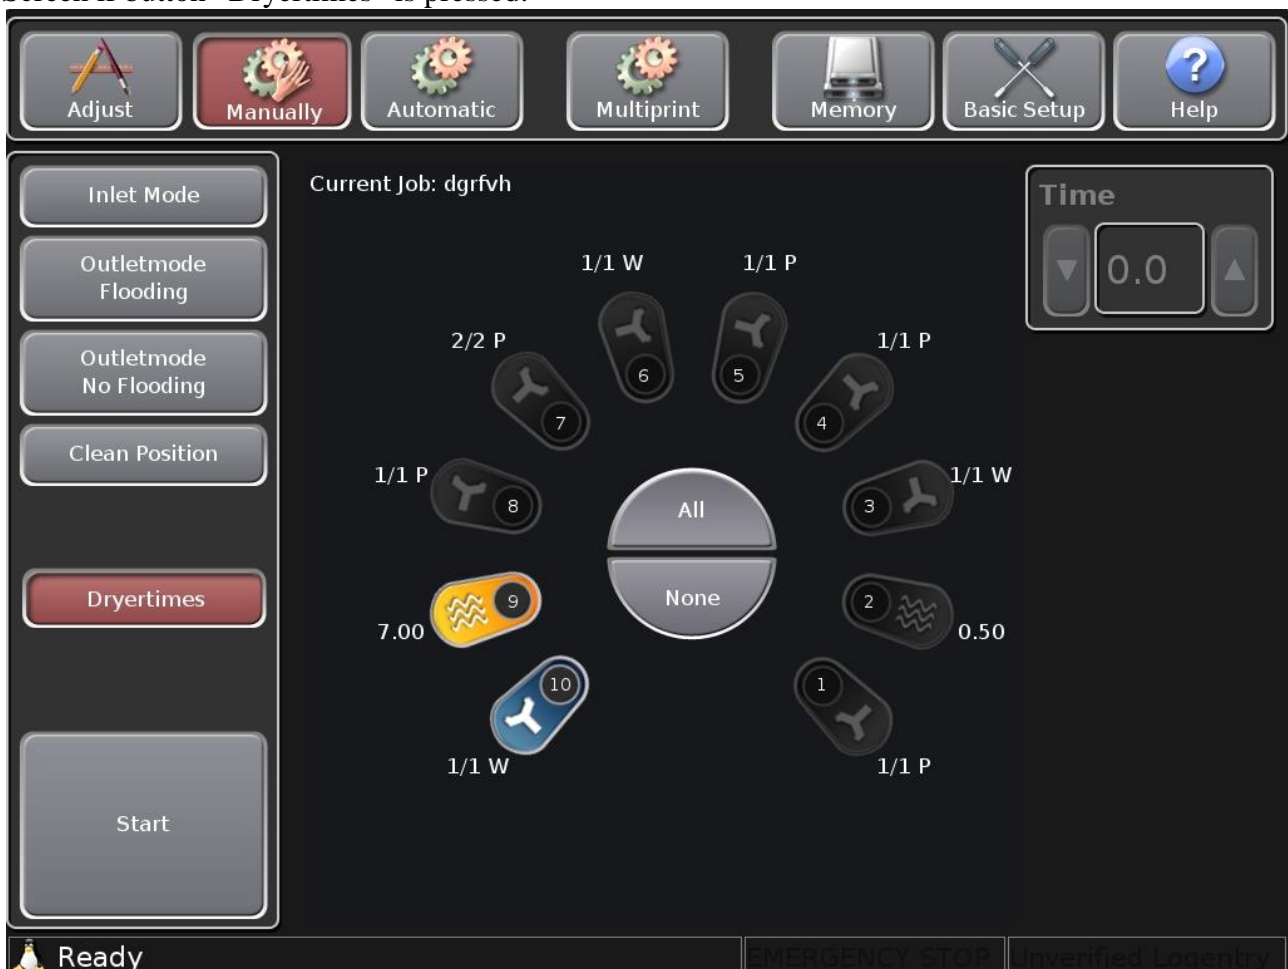 Screen if button "Dryertimes" is pressed:
Adjust
Manually
Automatic
Multiprint
Memory
Basic Setup
Help
Inlet Mode
Outletmode
Flooding
Outletmode
No Flooding
Clean Position
Dryertimes
Start
Current Job: dgrfvh
1/1 W
1/1 P
2/2 P
6
5
1/1 P
7
4
1/1 P
8
All
3
1/1 W
7.00
9
None
2
0.50
10
1
1/1 W
1/1 P
Time
0.0
Ready
EMERGENCY STOP
Unverified Logentry